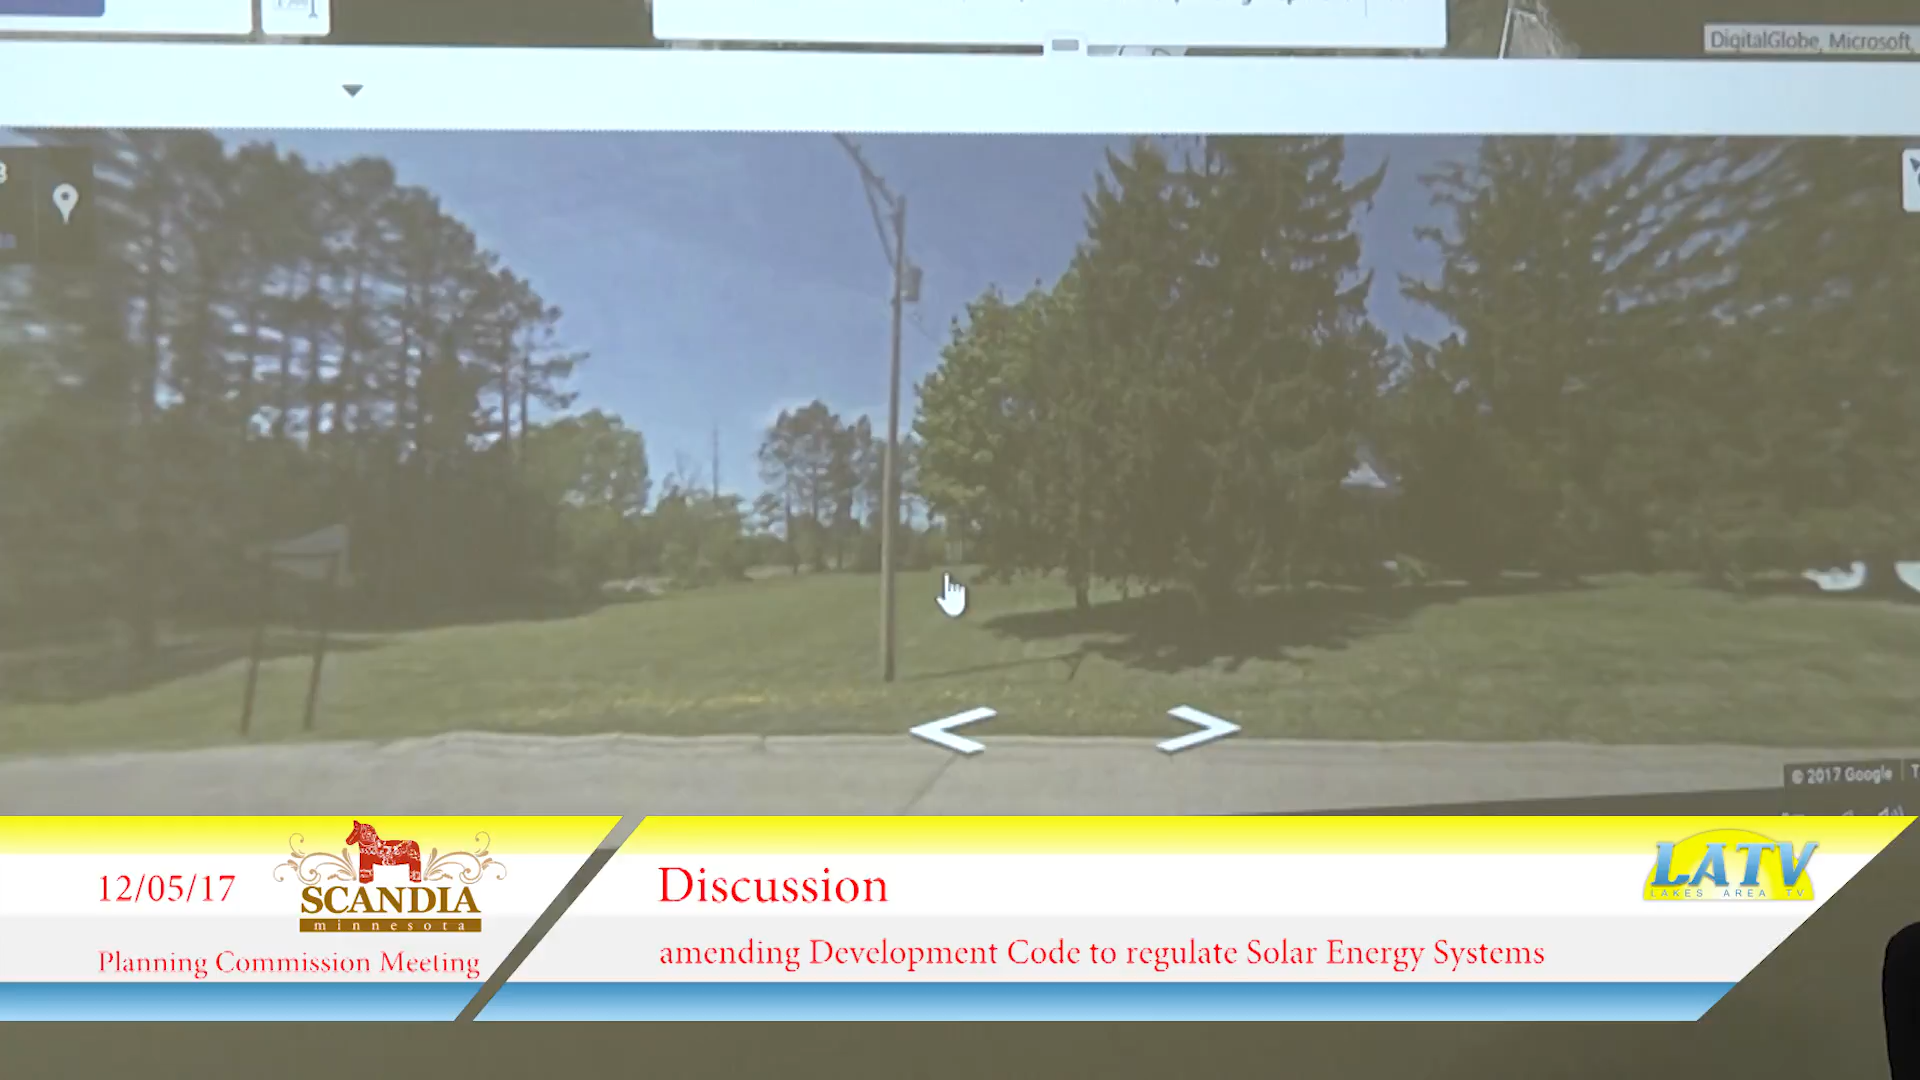 DigitalGlobe, Microsoft,
© 2017 Google
12/05/17
SCANDIA
minnesota
Planning Commission Meeting
Discussion
amending Development Code to regulate Solar Energy Systems
LATV
LAKES AREA TV